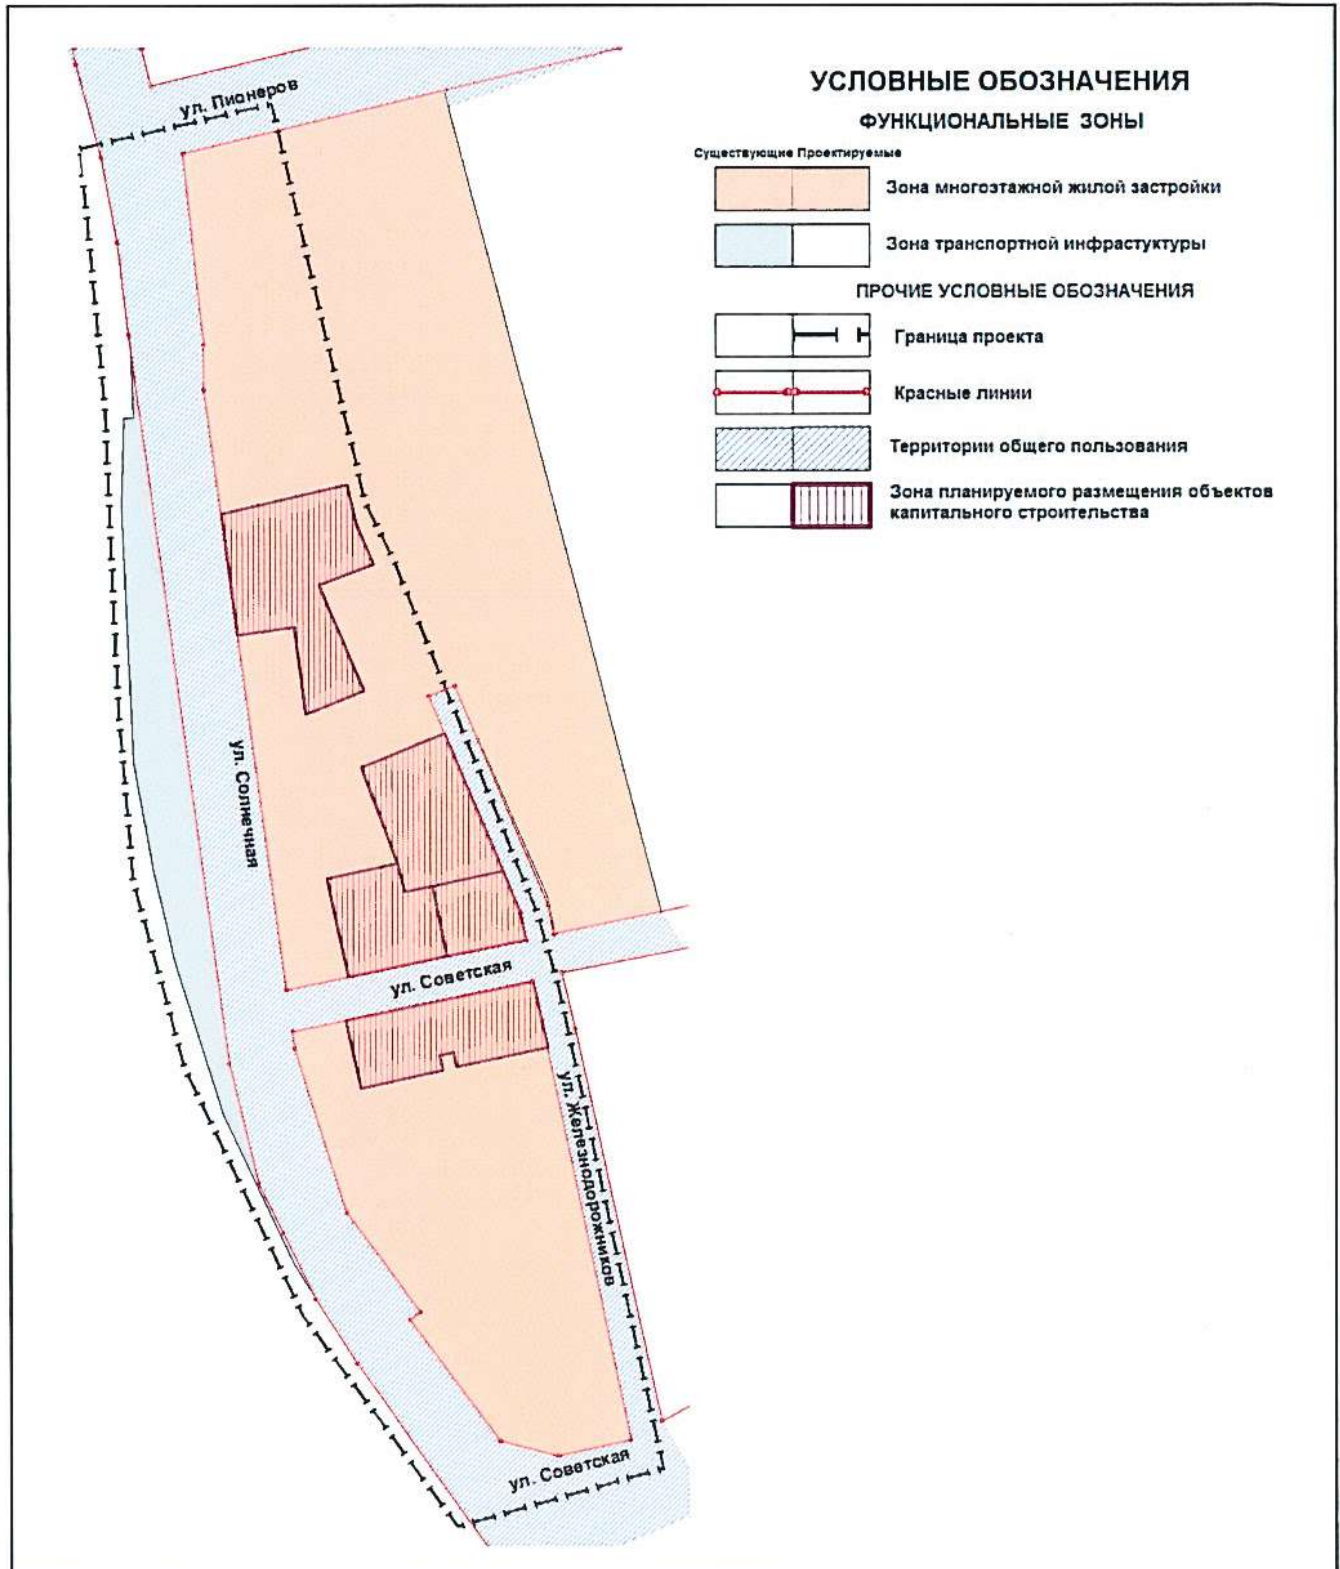 УСЛОВНЫЕ ОБОЗНАЧЕНИЯ
ФУНКЦИОНАЛЬНЫЕ ЗОНЫ
Существующие Проектируемые
Зона многоэтажной жилой застройки
Зона транспортной инфрастуктуры
ПРОЧИЕ УСЛОВНЫЕ ОБОЗНАЧЕНИЯ
Граница проекта
Красные линии
Территории общего пользования
Зона планируемого размещения объектов
капитального строительства
ул. Пионеров
ул. Солнечная
ул. Советская
ул. Железнодорожников
ул. Советская